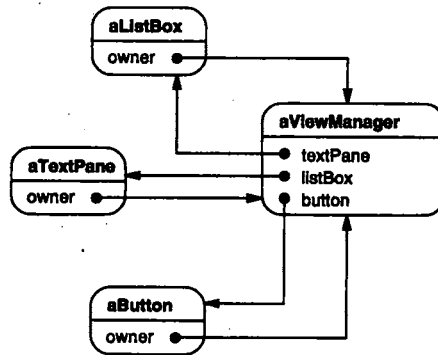 aListBox
owner
aViewManager
textPane
listBox
button
aTextPane
owner
aButton
owner